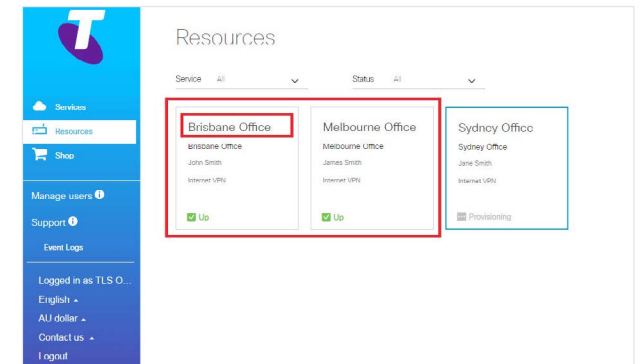 Resources
Service All
Status All
Services
Resources
Shop
Manage users
Support
Event Logs
Logged in as TLS O...
English
AU dollar
Contact us
Logout
Brisbane Office
Brisbane Office
John Smith
Internet VPN
Up
Melbourne Office
Melbourne Office
James Smith
Internet VPN
Up
Sydney Office
Sydney Office
Jane Smith
Internet VPN
Provisioning